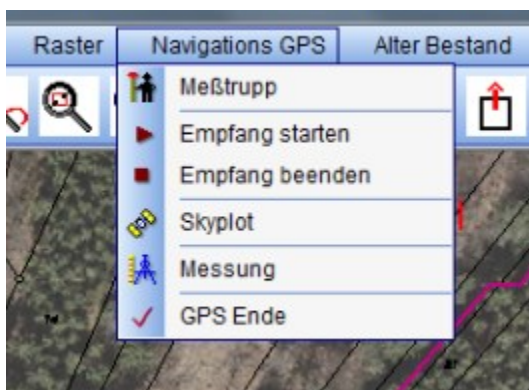 Raster Navigations GPS Alter Bestand
Meßtrupp
Empfang starten
Empfang beenden
Skyplot
Messung
GPS Ende